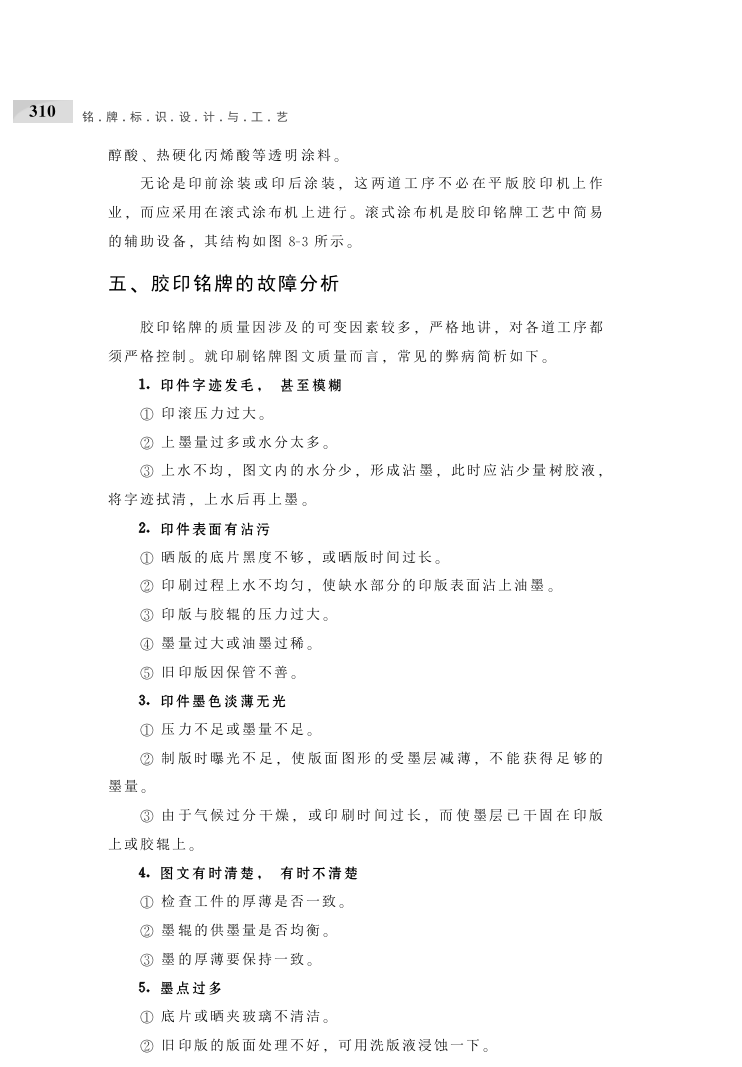 310
铭.牌.标.识.设.计.与.工.艺
醇酸、热硬化丙烯酸等透明涂料。
无论是印前涂装或印后涂装，这两道工序不必在平版胶印机上作
业，而应采用在滚式涂布机上进行。滚式涂布机是胶印铭牌工艺中简易
的辅助设备，其结构如图 8-3 所示。
五、胶印铭牌的故障分析
胶印铭牌的质量因涉及的可变因素较多，严格地讲，对各道工序都
须严格控制。就印刷铭牌图文质量而言，常见的弊病简析如下。
1. 印件字迹发毛， 甚至模糊
① 印滚压力过大。
② 上墨量过多或水分太多。
③ 上水不均，图文内的水分少，形成沾墨，此时应沾少量树胶液，
将字迹拭清，上水后再上墨。
2. 印件表面有沾污
① 晒版的底片黑度不够，或晒版时间过长。
② 印刷过程上水不均匀，使缺水部分的印版表面沾上油墨。
③ 印版与胶辊的压力过大。
④ 墨量过大或油墨过稀。
⑤ 旧印版因保管不善。
3. 印件墨色淡薄无光
① 压力不足或墨量不足。
② 制版时曝光不足，使版面图形的受墨层减薄，不能获得足够的
墨量。
③ 由于气候过分干燥，或印刷时间过长，而使墨层已干固在印版
上或胶辊上。
4. 图文有时清楚， 有时不清楚
① 检查工件的厚薄是否一致。
② 墨辊的供墨量是否均衡。
③ 墨的厚薄要保持一致。
5. 墨点过多
① 底片或晒夹玻璃不清洁。
② 旧印版的版面处理不好，可用洗版液浸蚀一下。